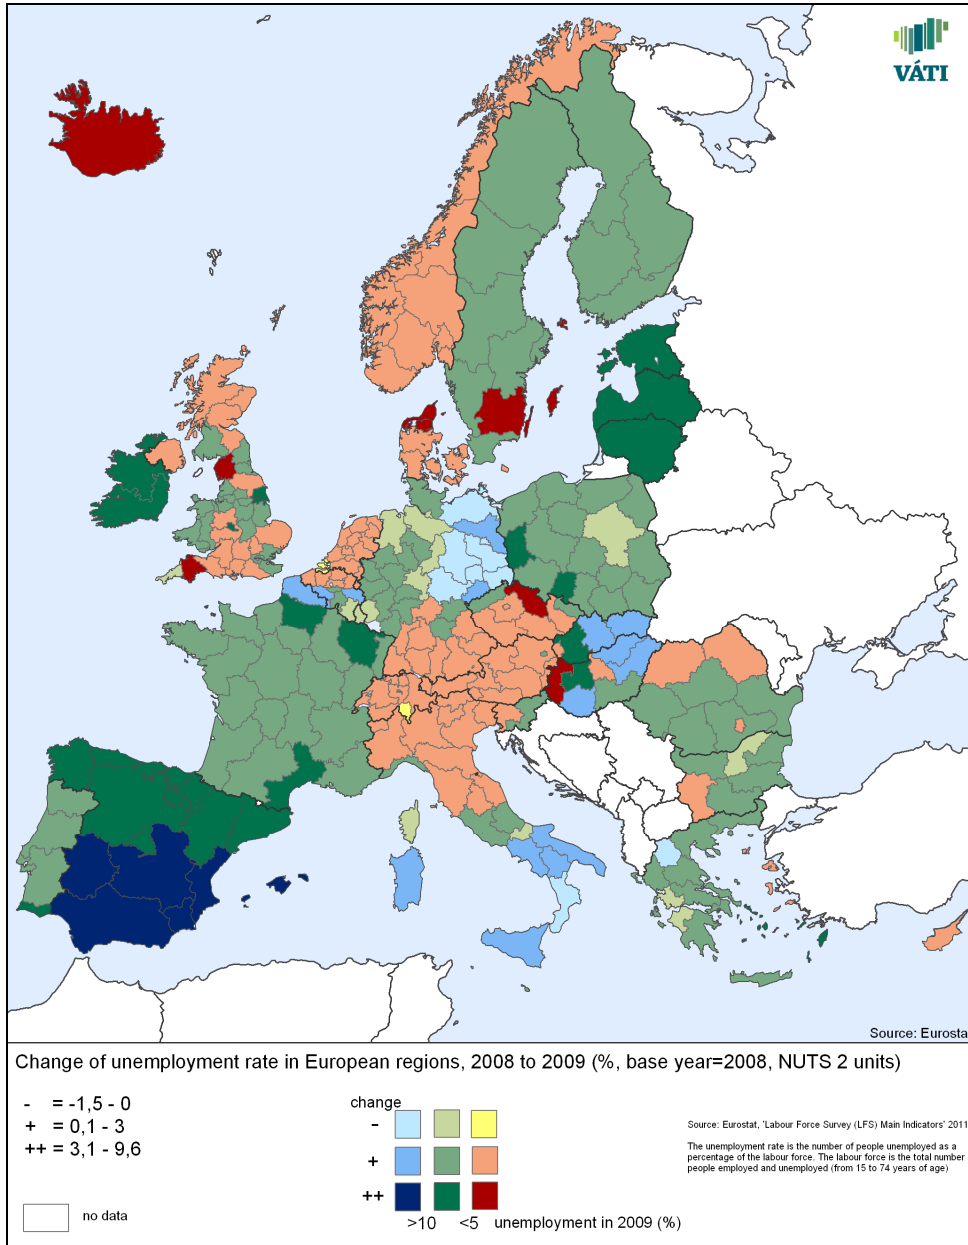 VÁTI
Source: Eurosta
Change of unemployment rate in European regions, 2008 to 2009 (%, base year=2008, NUTS 2 units)
- = -1,5 - 0
+ = 0,1 - 3
++ = 3,1 - 9,6
no data
change
-
+
++
>10 <5 unemployment in 2009 (%)
Source: Eurostat, 'Labour Force Survey (LFS) Main Indicators' 2011
The unemployment rate is the number of people unemployed as a
percentage of the labour force. The labour force is the total number
people employed and unemployed (from 15 to 74 years of age)